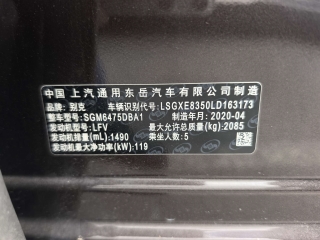 中国 上汽通用东岳汽车有限公司 制造
品牌: 别克 车辆识别代号: LSGXE8350LD163173
整车型号: SGM6475DBA1 制造年月: 2020-04
发动机型号: LFV 最大允许总质量(kg): 2085
发动机排量(mL): 1490 乘坐人数: 5
发动机最大净功率(kW): 119